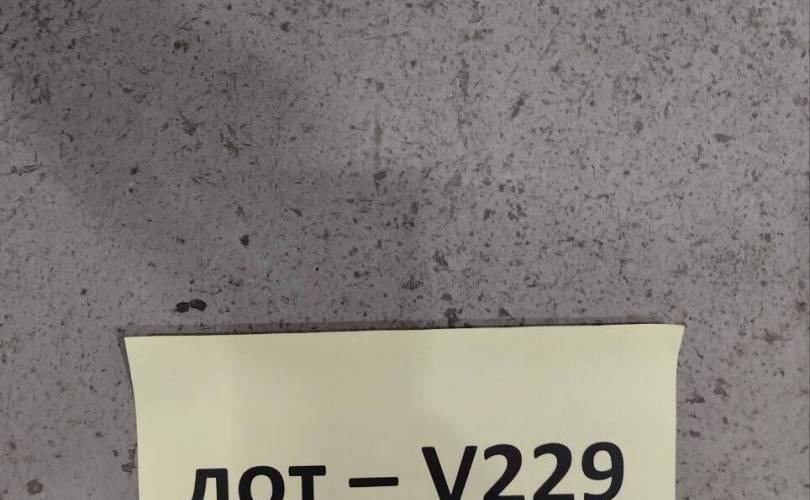 лот – V229